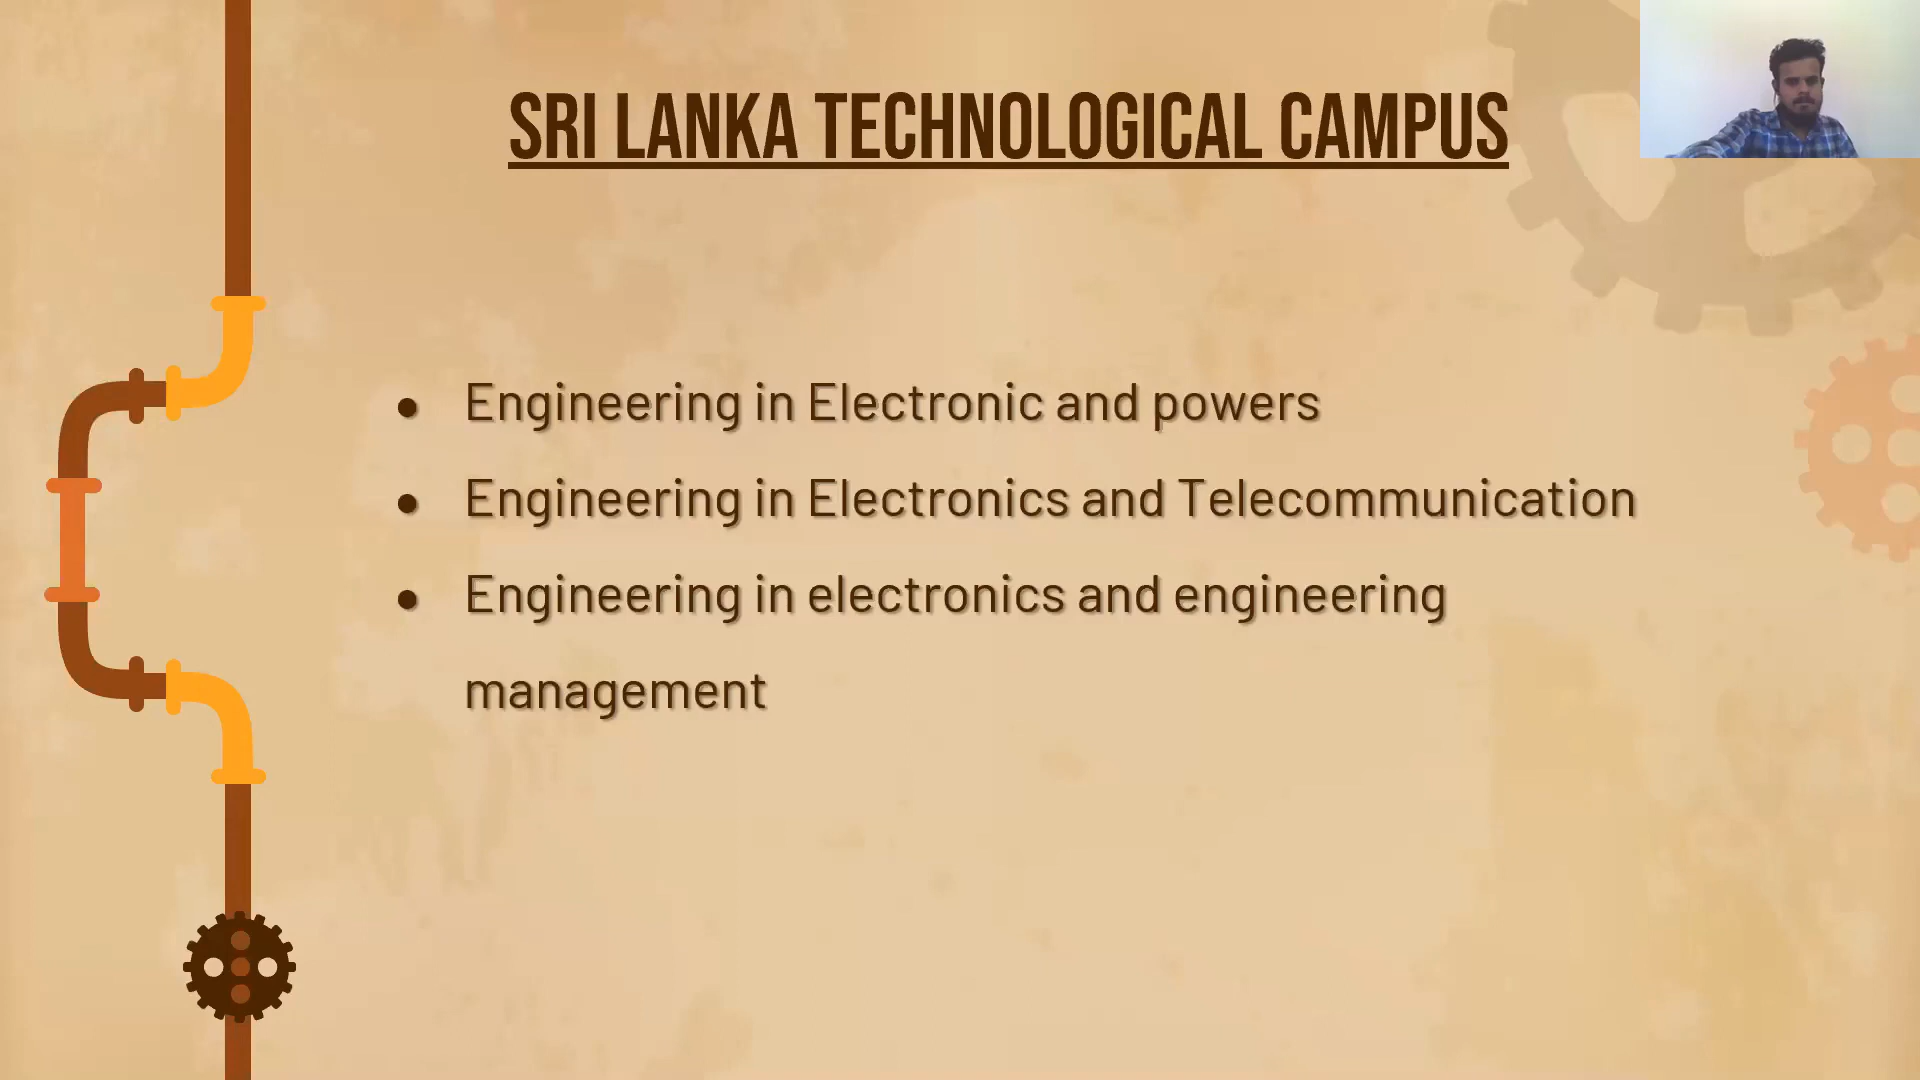 SRI LANKA TECHNOLOGICAL CAMPUS
● Engineering in Electronic and powers
● Engineering in Electronics and Telecommunication
● Engineering in electronics and engineering
management